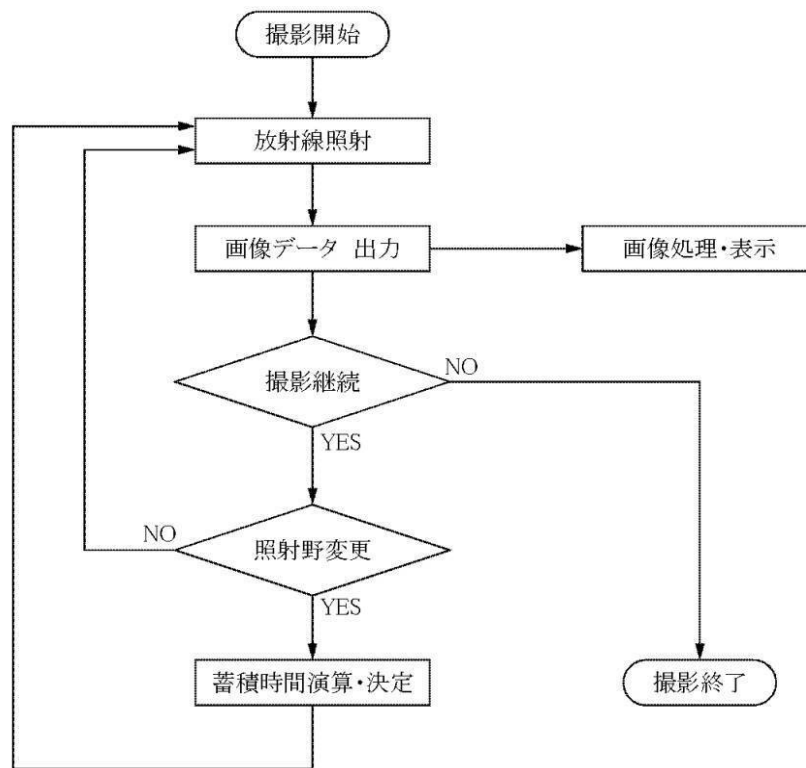 撮影開始
放射線照射
画像データ 出力
画像処理・表示
撮影継続
NO
YES
照射野変更
NO
YES
蓄積時間演算・決定
撮影終了